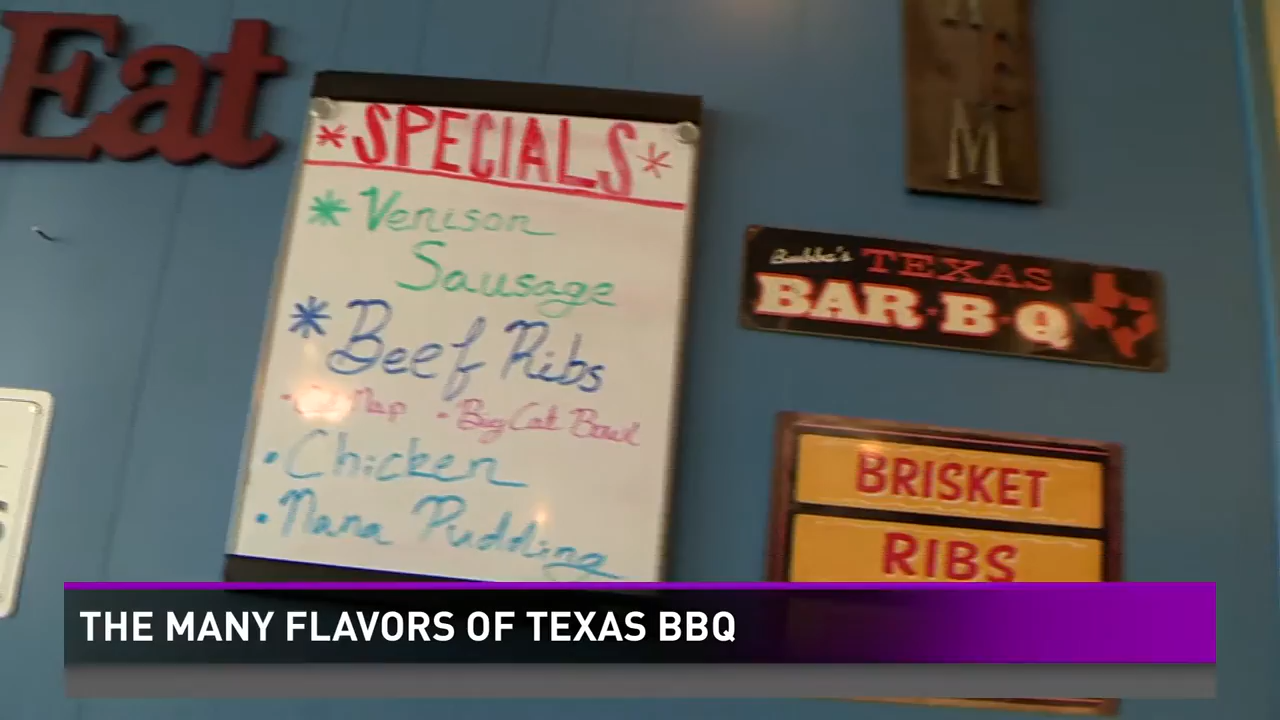 Eat
*SPECIALS*
* Venison
Sausage
* Beef Ribs
• Big Cat Bowl
• Chicken
• Nana Pudding
M
Bubba's TEXAS
BAR·B·Q
BRISKET
RIBS
THE MANY FLAVORS OF TEXAS BBQ